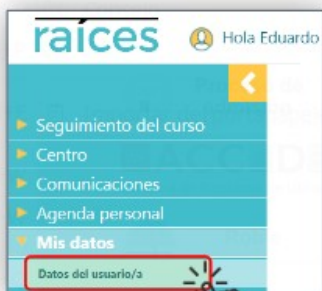 raíces
Hola Eduardo
Seguimiento del curso
Centro
Comunicaciones
Agenda personal
Mis datos
Datos del usuario/a